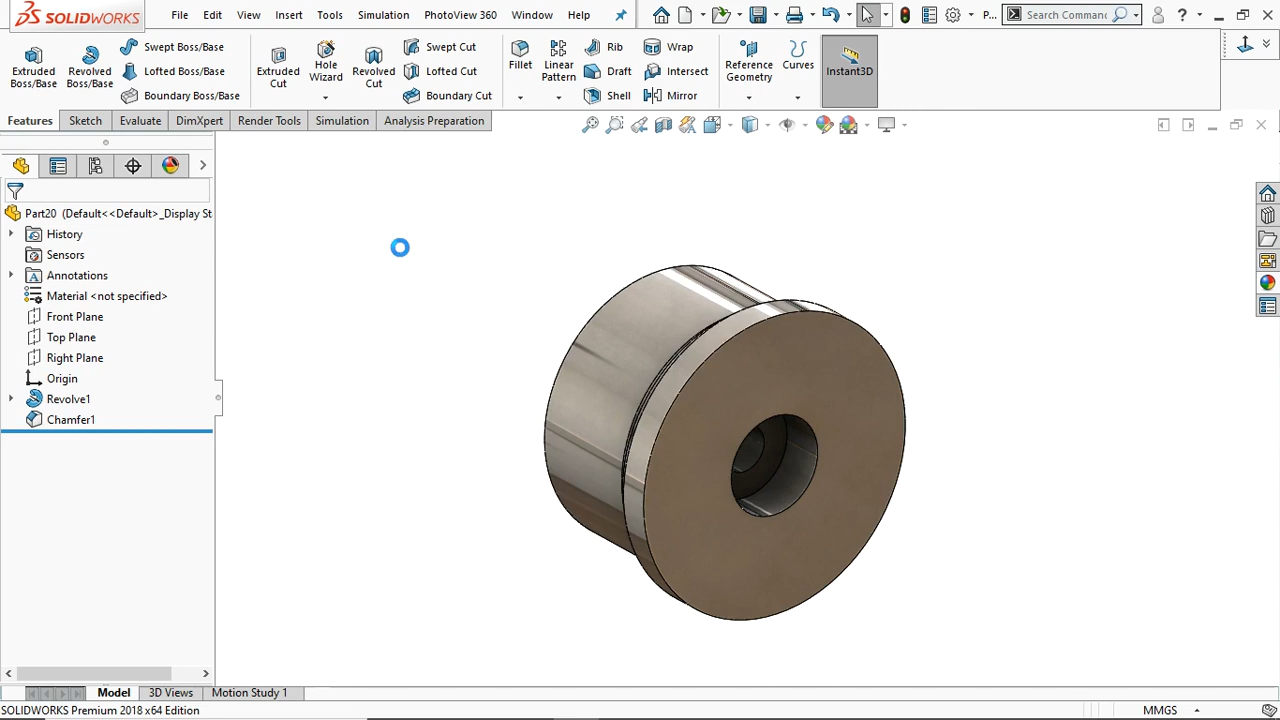 SOLIDWORKS File Edit View Insert Tools Simulation PhotoView 360 Window Help P... Search Commanc ?
Extruded Boss/Base
Revolved Boss/Base
Swept Boss/Base
Lofted Boss/Base
Boundary Boss/Base
Extruded Cut
Hole Wizard
Revolved Cut
Swept Cut
Lofted Cut
Boundary Cut
Fillet
Linear Pattern
Rib
Draft
Shell
Wrap
Intersect
Mirror
Reference Geometry
Curves
Instant3D
Features Sketch Evaluate DimXpert Render Tools Simulation Analysis Preparation
Part20 (Default<<Default>_Display St
History
Sensors
Annotations
Material <not specified>
Front Plane
Top Plane
Right Plane
Origin
Revolve1
Chamfer1
Model 3D Views Motion Study 1
SOLIDWORKS Premium 2018 x64 Edition MMGS